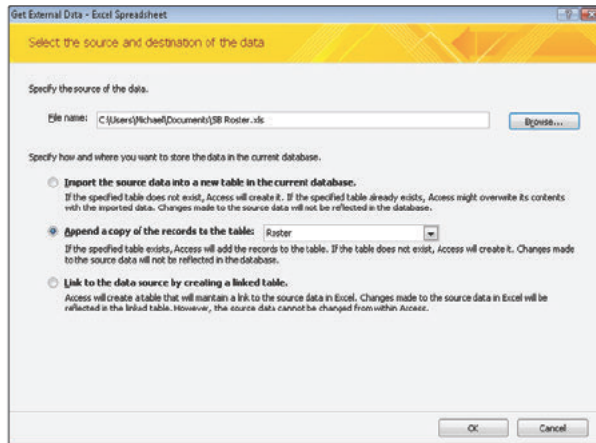 Get External Data - Excel Spreadsheet
Select the source and destination of the data
Specify the source of the data.
File name: C:\Users\Michael\Documents\SB Roster.xls Browse...
Specify how and where you want to store the data in the current database.
Import the source data into a new table in the current database.
If the specified table does not exist, Access will create it. If the specified table already exists, Access might overwrite its contents
with the imported data. Changes made to the source data will not be reflected in the database.
Append a copy of the records to the table: Roster
If the specified table exists, Access will add the records to the table. If the table does not exist, Access will create it. Changes made
to the source data will not be reflected in the database.
Link to the data source by creating a linked table.
Access will create a table that will maintain a link to the source data in Excel. Changes made to the source data in Excel will be
reflected in the linked table. However, the source data cannot be changed from within Access.
OK Cancel